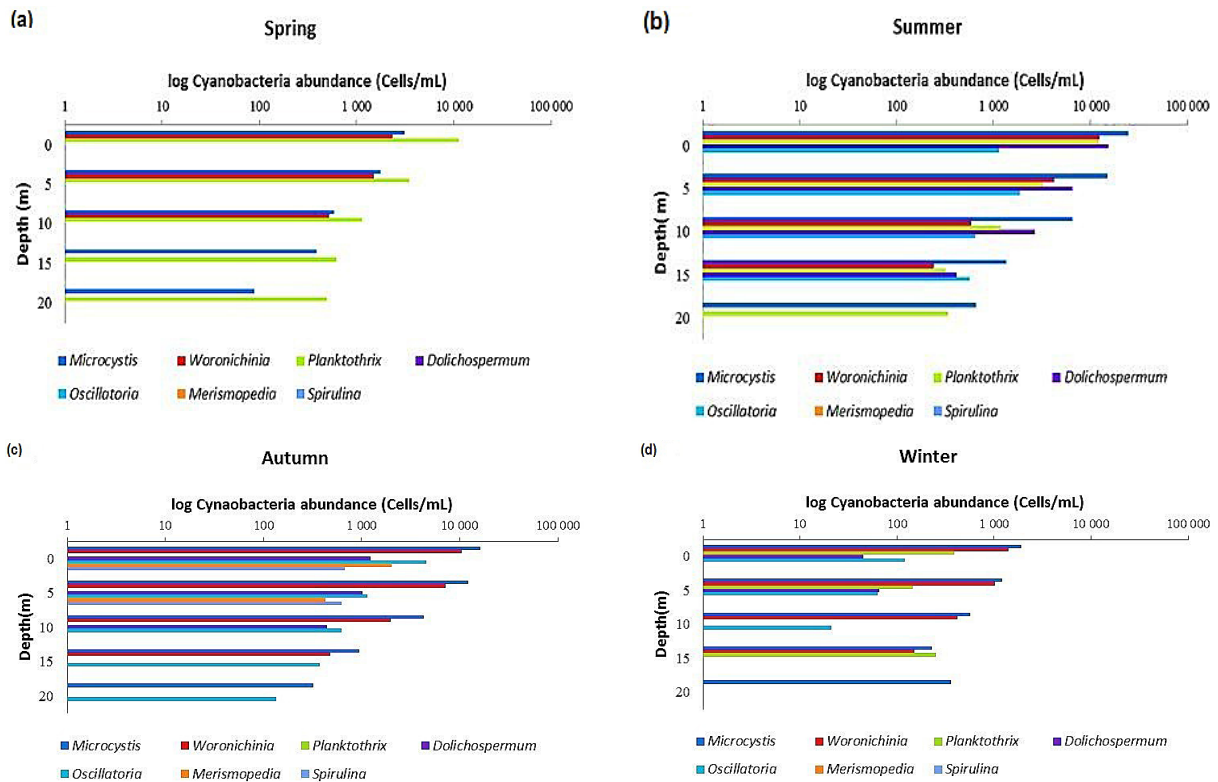 (a)
Spring
log Cyanobacteria abundance (Cells/mL)
1 100 1 000 10 000 100 000
Depth (m)
0
5
10
15
20
Microcystis Woronichinia Planktothrix Dolichospermum
Oscillatoria Merismopedia Spirulina
(b)
Summer
log Cyanobacteria abundance (Cells/mL)
1 10 100 1 000 10 000 100 000
Depth( m)
0
5
10
15
20
Microcystis Woronichinia Planktothrix Dolichospermum
Oscillatoria Merismopedia Spirulina
(c)
Autumn
log Cynaobacteria abundance (Cells/mL)
1 10 100 1 000 10 000 100 000
Depth(m)
0
5
10
15
20
Microcystis Woronichinia Planktothrix Dolichospermum
Oscillatoria Merismopedia Spirulina
(d)
Winter
log Cyanobacteria abundance (Cells/mL)
1 10 100 1 000 10 000 100 000
Depth(m)
0
5
10
15
20
Microcystis Woronichinia Planktothrix Dolichospermum
Oscillatoria Merismopedia Spirulina